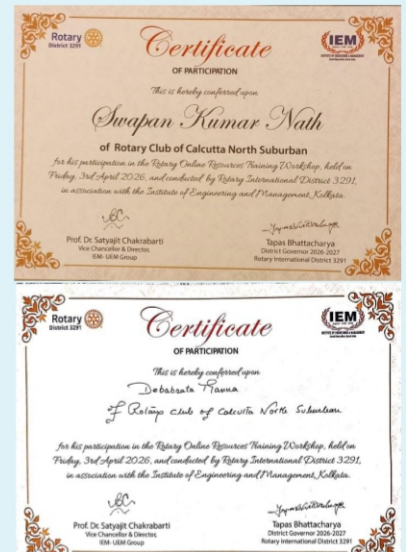 Rotary
District 3291
IEM
Certificate
OF PARTICIPATION
This is hereby conferred upon
Swapan Kumar Nath
of Rotary Club of Calcutta North Suburban
for his participation in the Rotary Online Resources Training Workshop, held on
Friday, 3rd April 2026, and conducted by Rotary International District 3291,
in association with the Institute of Engineering and Management, Kolkata.
Prof. Dr. Satyajit Chakrabarti
Vice Chancellor & Director,
IEM- UEM Group
Tapas Bhattacharya
District Governor 2026-2027
Rotary International District 3291
Rotary
District 3291
IEM
Certificate
OF PARTICIPATION
This is hereby conferred upon
Debabrata Manna
of Rotary Club of Calcutta North Suburban
for his participation in the Rotary Online Resources Training Workshop, held on
Friday, 3rd April 2026, and conducted by Rotary International District 3291,
in association with the Institute of Engineering and Management, Kolkata.
Prof. Dr. Satyajit Chakrabarti
Vice Chancellor & Director,
IEM- UEM Group
Tapas Bhattacharya
District Governor 2026-2027
Rotary International District 3291